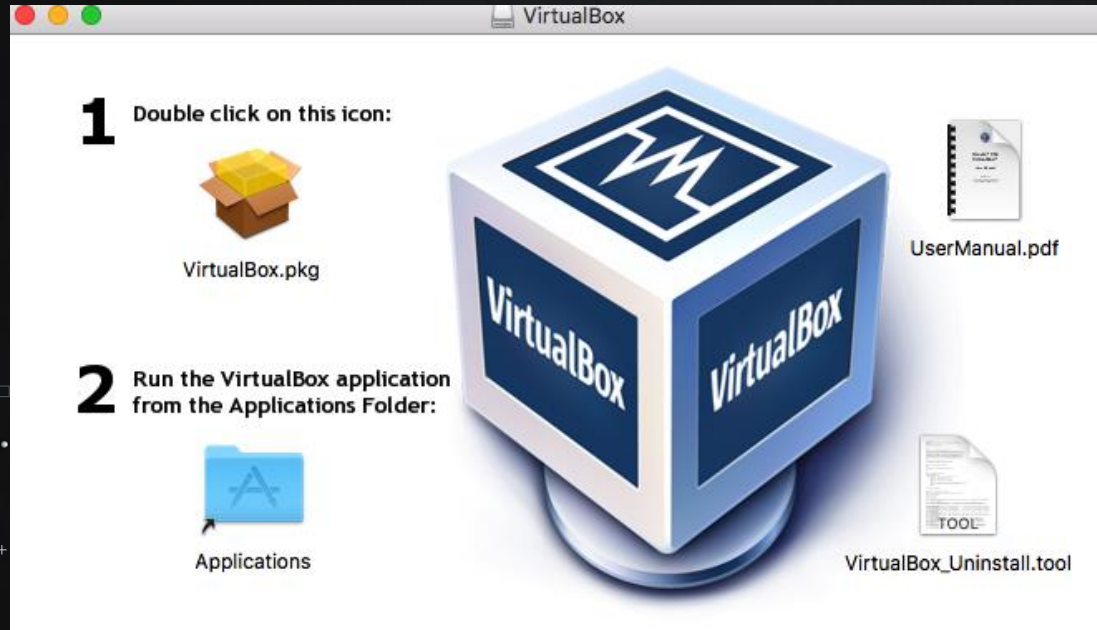 VirtualBox
1
Double click on this icon:
VirtualBox.pkg
UserManual.pdf
VirtualBox
VirtualBox
2
Run the VirtualBox application
from the Applications Folder:
Applications
TOOL
VirtualBox_Uninstall.tool